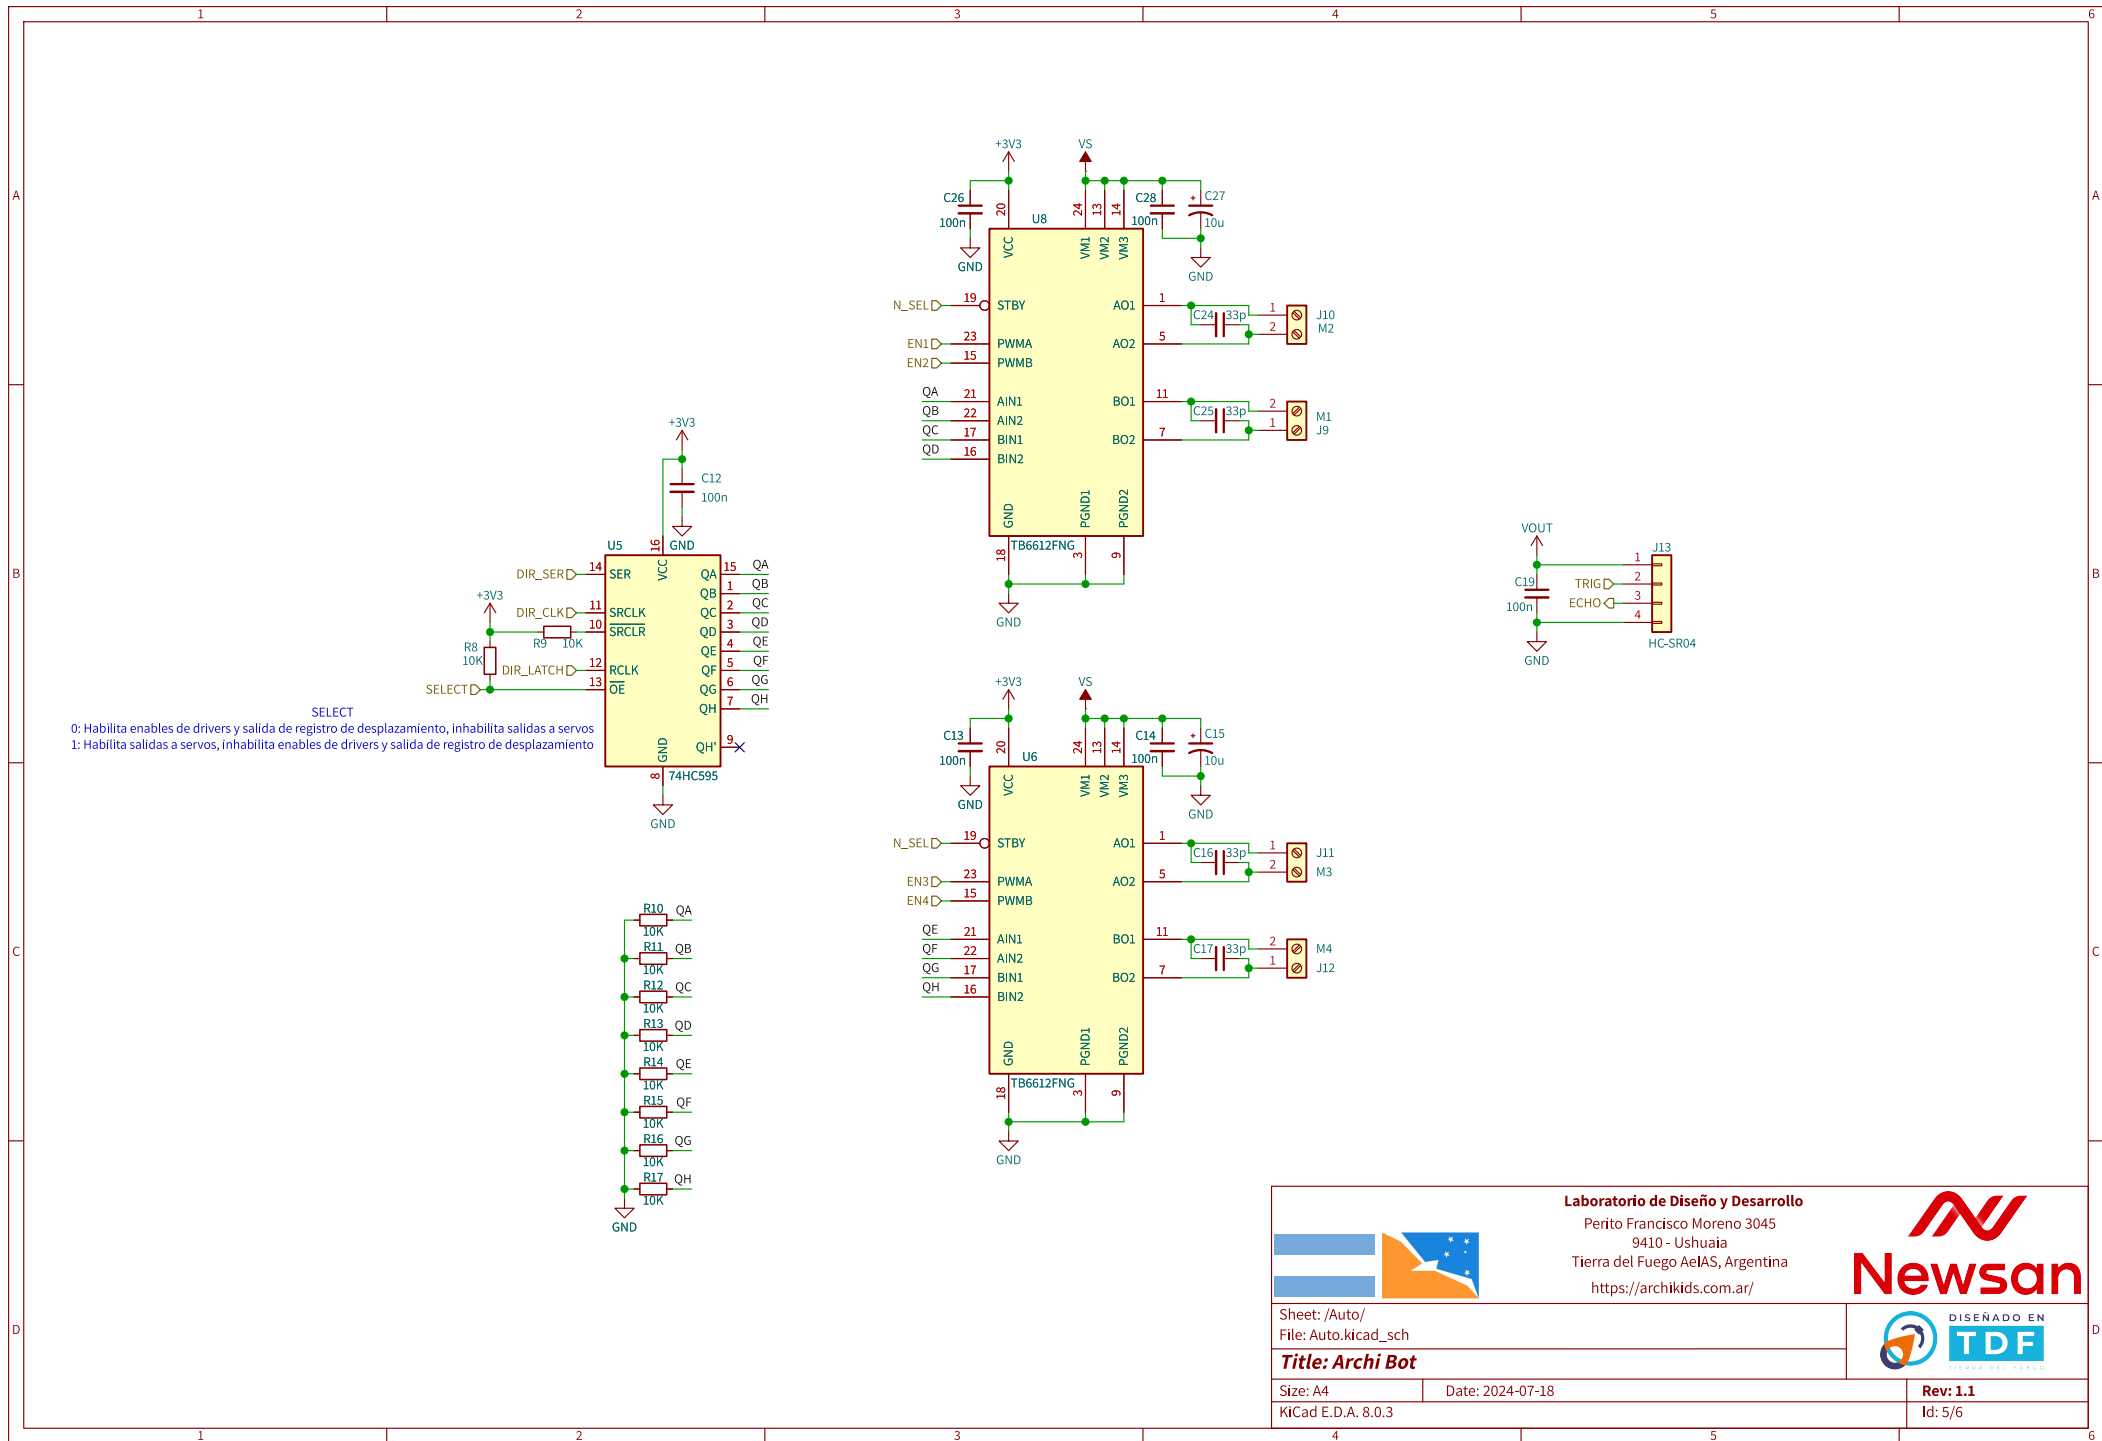 1 2 3 4 5 6
A A
+3V3 VS
C26 100n 20 U8 24 13 14 C28 100n C27 10u
VCC VM1 VM2 VM3
GND GND
N_SEL 19 STBY AO1 1 C24 33p 1 J10
2 M2
EN1 23 PWMA AO2 5
EN2 15 PWMB
QA 21 AIN1 BO1 11 C25 33p 2 M1
QB 22 AIN2 1 J9
QC 17 BIN1 BO2 7
QD 16 BIN2
GND PGND1 PGND2
TB6612FNG
18 3 9
GND
+3V3
C12
100n
GND
U5 16 VCC
DIR_SER 14 SER QA 15 QA
QB 1 QB
DIR_CLK 11 SRCLK QC 2 QC
+3V3 R9 10K 10 SRCLR QD 3 QD
QE 4 QE
R8 10K DIR_LATCH 12 RCLK QF 5 QF
SELECT 13 OE QG 6 QG
QH 7 QH
QH' 9
GND 8 74HC595
GND
SELECT
0: Habilita enables de drivers y salida de registro de desplazamiento, inhabilita salidas a servos
1: Habilita salidas a servos, inhabilita enables de drivers y salida de registro de desplazamiento
B B
VOUT
J13
C19 100n
1
TRIG 2
ECHO 3
4
GND
HC-SR04
+3V3 VS
C13 100n 20 U6 24 13 14 C14 100n C15 10u
VCC VM1 VM2 VM3
GND GND
N_SEL 19 STBY AO1 1 C16 33p 1 J11
2 M3
EN3 23 PWMA AO2 5
EN4 15 PWMB
QE 21 AIN1 BO1 11 C17 33p 2 M4
QF 22 AIN2 1 J12
QG 17 BIN1 BO2 7
QH 16 BIN2
GND PGND1 PGND2
TB6612FNG
18 3 9
GND
C C
R10 QA
10K
R11 QB
10K
R12 QC
10K
R13 QD
10K
R14 QE
10K
R15 QF
10K
R16 QG
10K
R17 QH
10K
GND
Laboratorio de Diseño y Desarrollo
Perito Francisco Moreno 3045
9410 - Ushuaia
Tierra del Fuego AeIAS, Argentina
https://archikids.com.ar/
Newsan
Sheet: /Auto/
File: Auto.kicad_sch
DISEÑADO EN
TDF
TIERRA DEL FUEGO
Title: Archi Bot
Size: A4 Date: 2024-07-18 Rev: 1.1
KiCad E.D.A. 8.0.3 Id: 5/6
D D
1 2 3 4 5 6